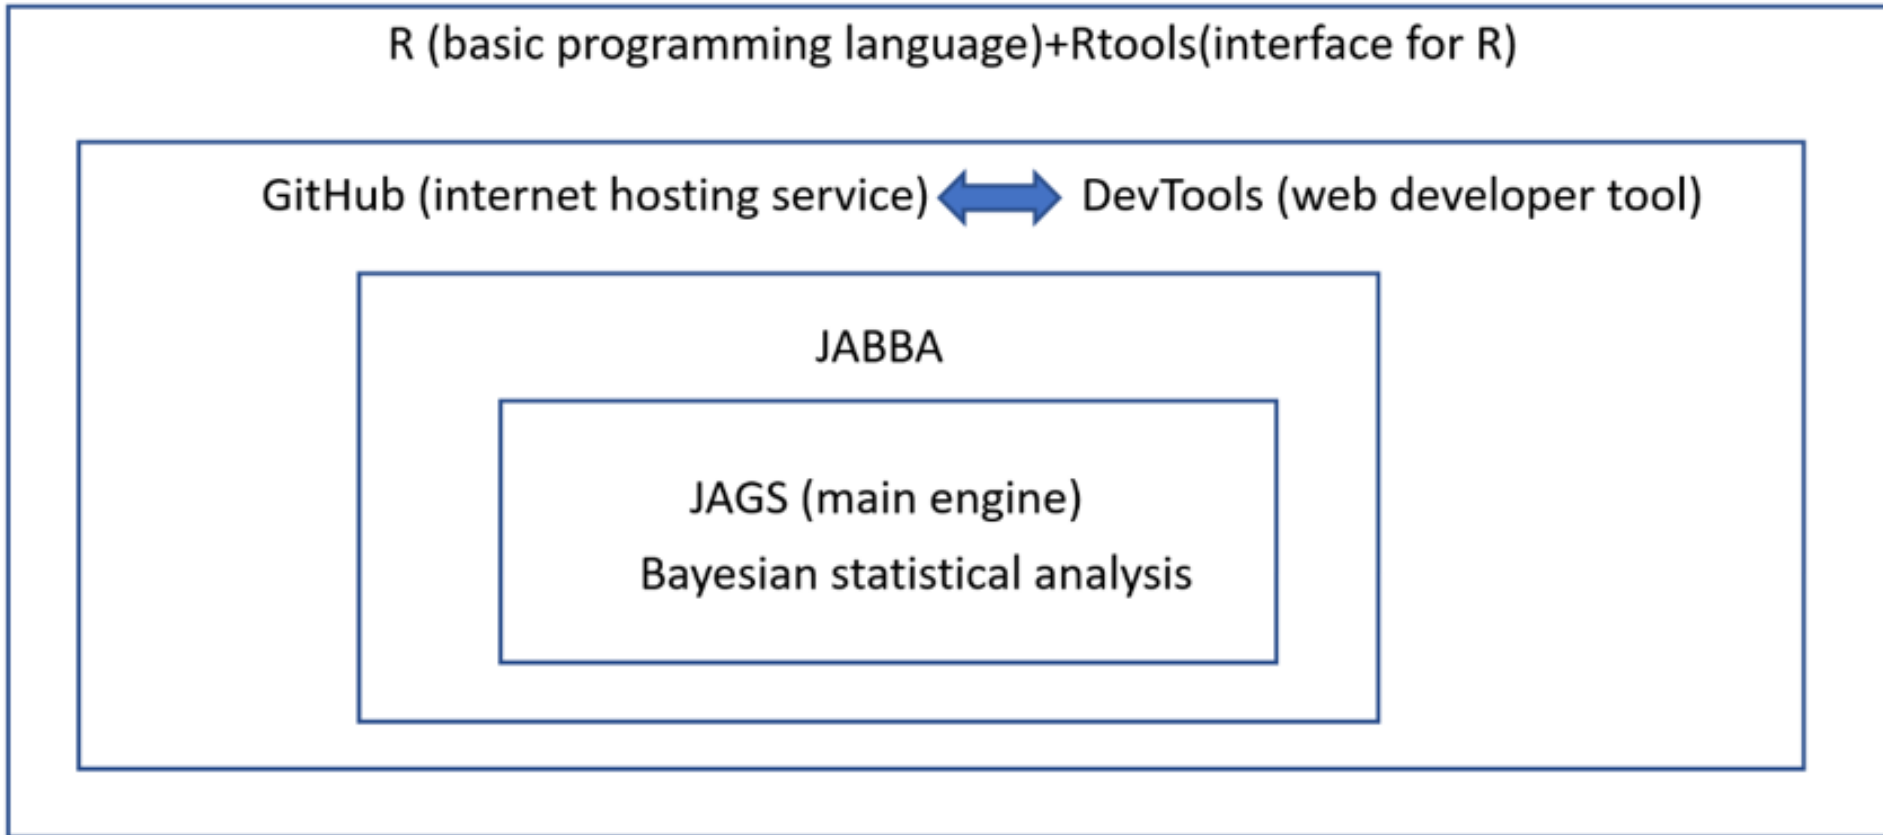 R (basic programming language)+Rtools(interface for R)
GitHub (internet hosting service) DevTools (web developer tool)
JABBA
JAGS (main engine)
Bayesian statistical analysis